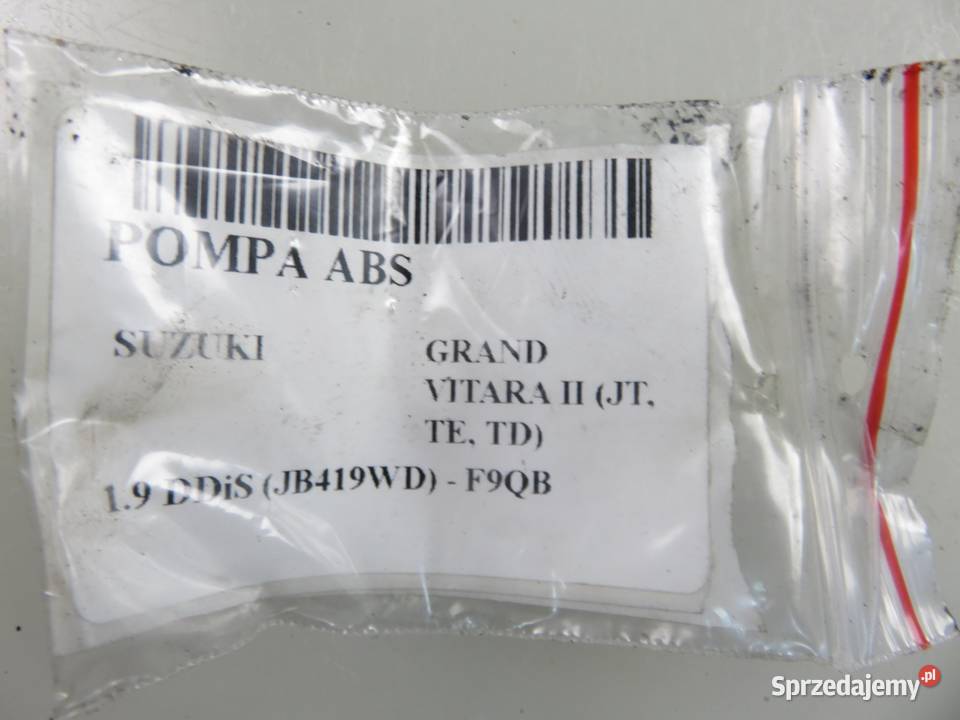 POMPA ABS
SUZUKI
GRAND
VITARA II (JT,
TE, TD)
1.9 DDiS (JB419WD) - F9QB
Sprzedajemy.pl